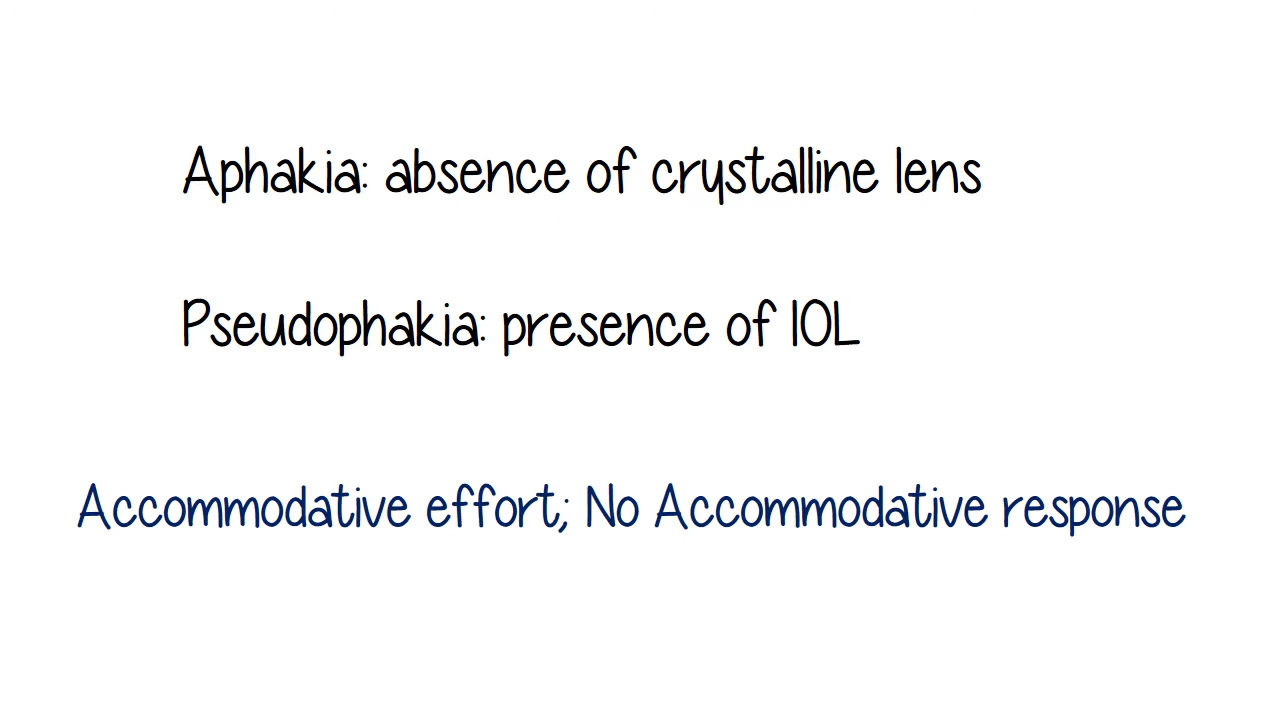 Aphakia: absence of crystalline lens
Pseudophakia: presence of IOL
Accommodative effort; No Accommodative response